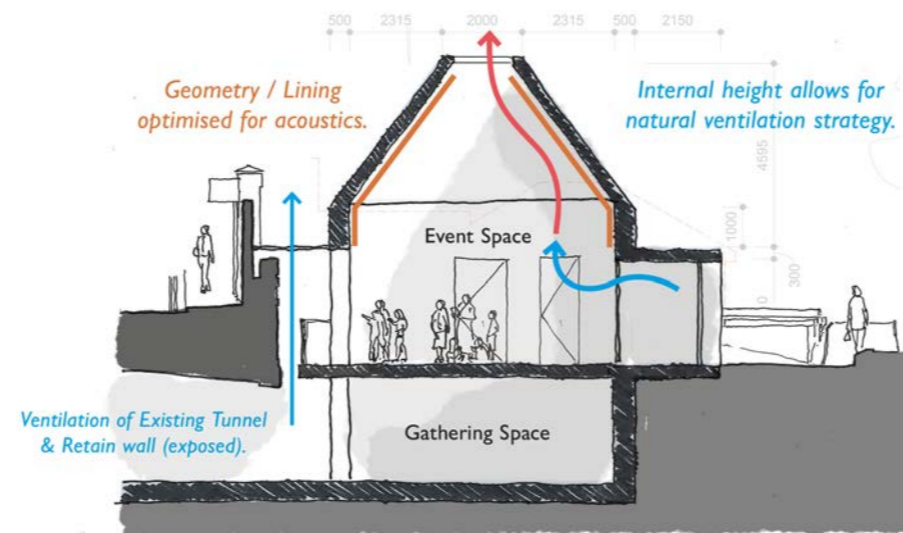 500 2315 2000 2315 500 2150
Geometry / Lining
optimised for acoustics.
Internal height allows for
natural ventilation strategy.
4595
1000
300
0
Event Space
Ventilation of Existing Tunnel
& Retain wall (exposed).
Gathering Space